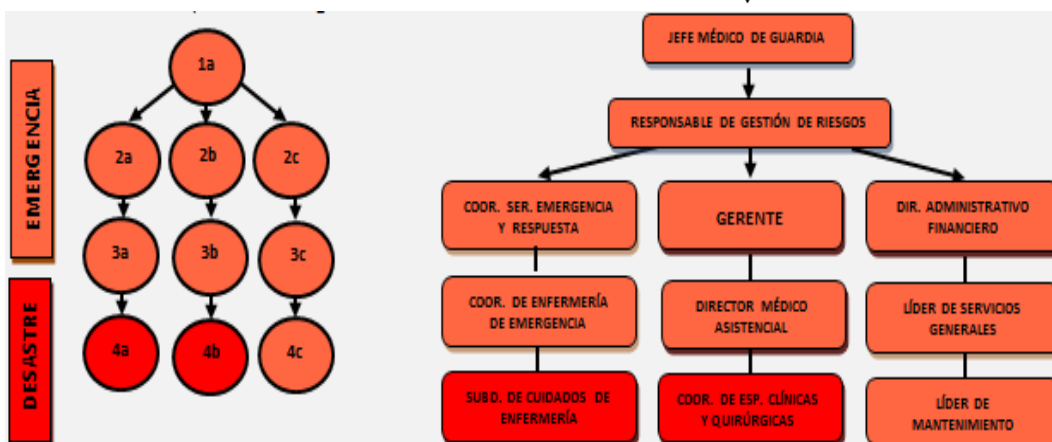 EMERGENCIA
DESASTRE
1a
2a
2b
2c
3a
3b
3c
4a
4b
4c
JEFE MÉDICO DE GUARDIA
RESPONSABLE DE GESTIÓN DE RIESGOS
COOR. SER. EMERGENCIA
Y RESPUESTA
GERENTE
DIR. ADMINISTRATIVO
FINANCIERO
COOR. DE ENFERMERÍA
DE EMERGENCIA
DIRECTOR MÉDICO
ASISTENCIAL
LÍDER DE SERVICIOS
GENERALES
SUBD. DE CUIDADOS DE
ENFERMERÍA
COOR. DE ESP. CLÍNICAS
Y QUIRÚRGICAS
LÍDER DE
MANTENIMIENTO